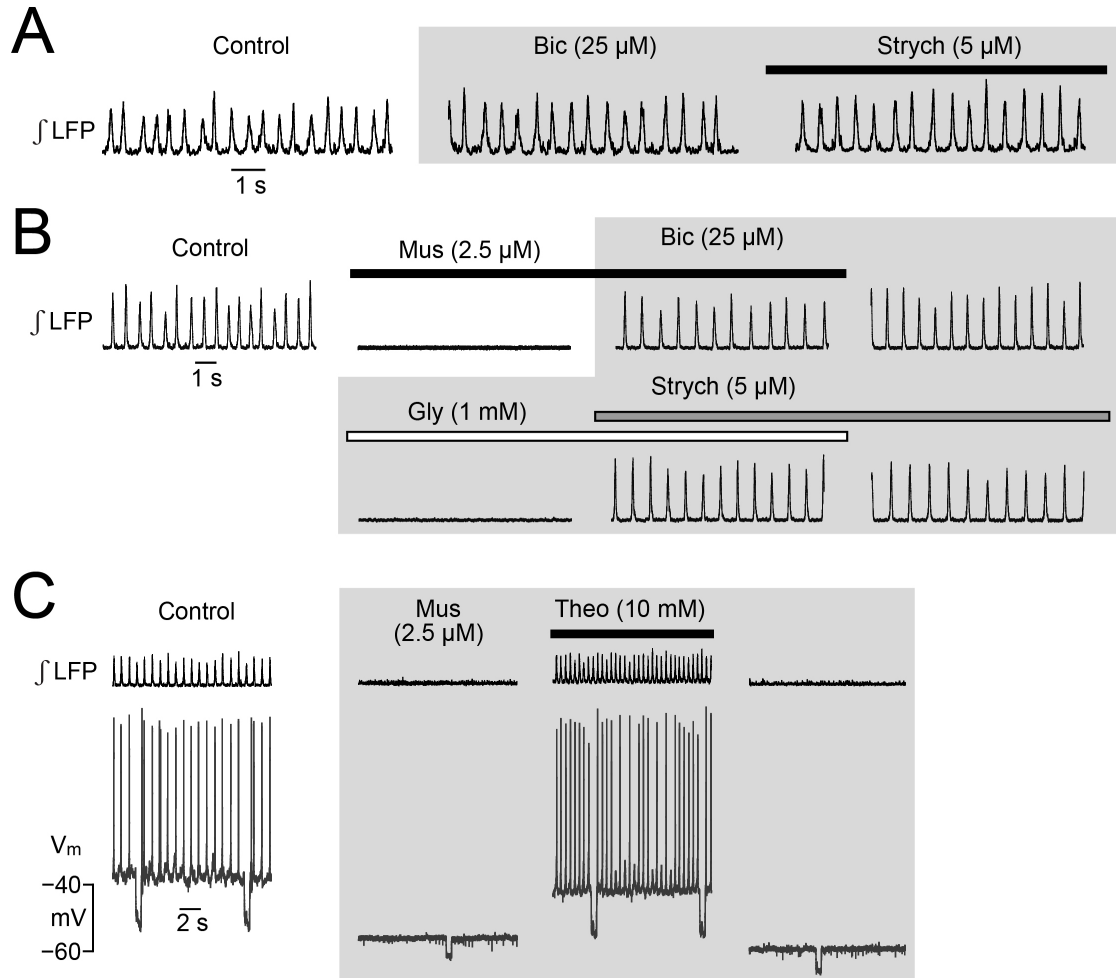 A
Control
Bic (25 µM)
Strych (5 µM)
∫ LFP
1 s
B
Control
Mus (2.5 µM)
Bic (25 µM)
∫ LFP
1 s
Strych (5 µM)
Gly (1 mM)
C
Control
Mus
(2.5 µM)
Theo (10 mM)
∫ LFP
Vm
−40
mV
−60
2 s